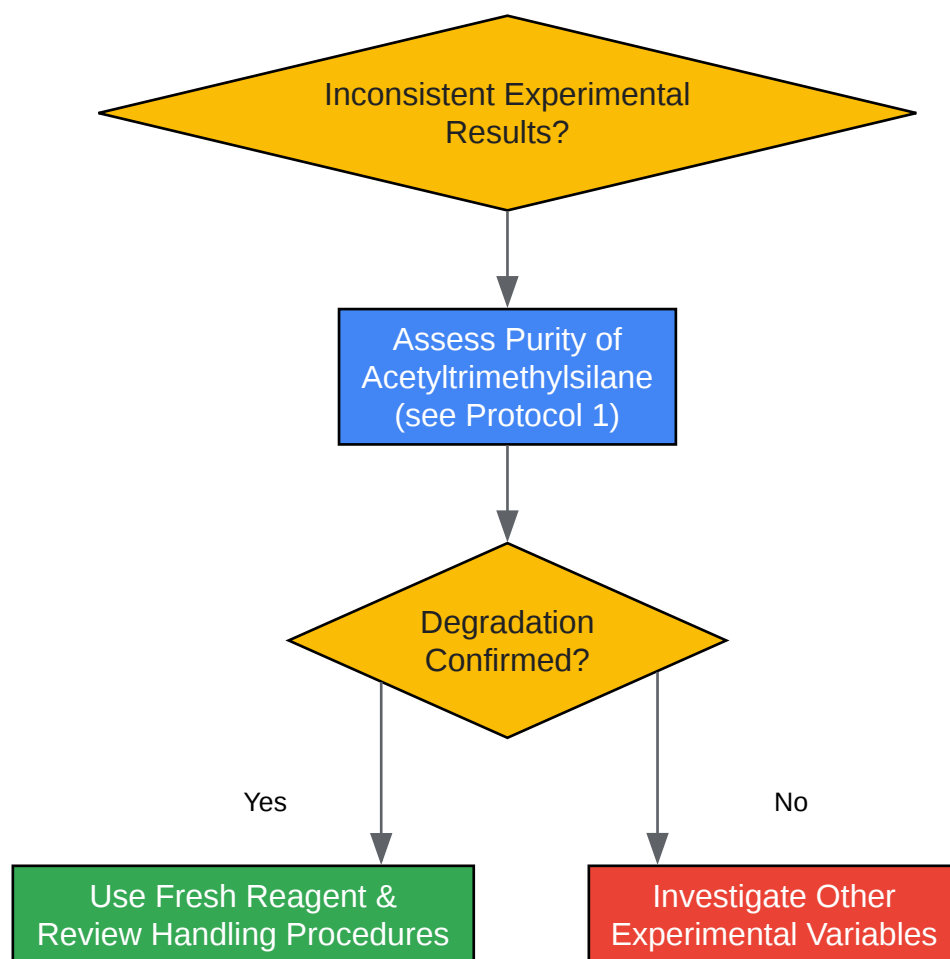 Inconsistent Experimental
Results?
Assess Purity of
Acetyltrimethylsilane
(see Protocol 1)
Degradation
Confirmed?
Yes
No
Use Fresh Reagent &
Review Handling Procedures
Investigate Other
Experimental Variables